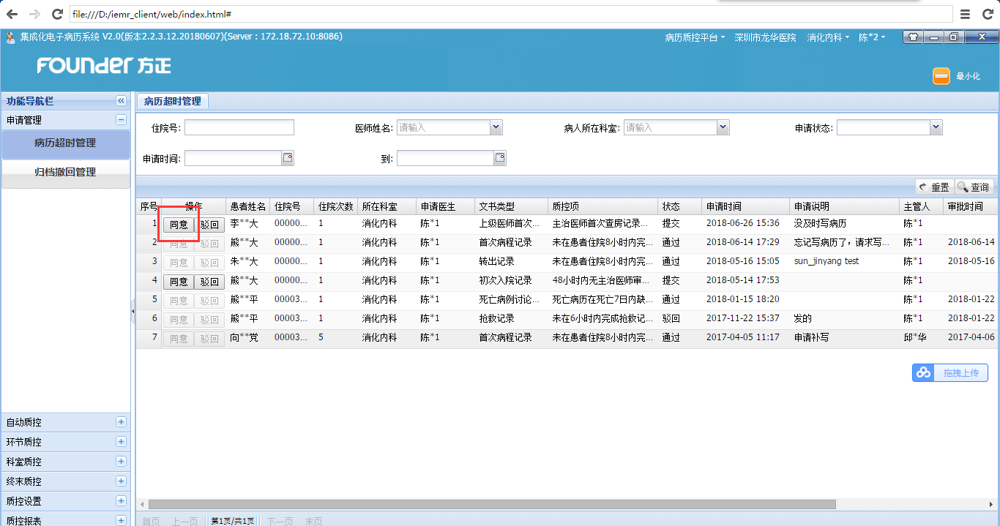 file:///D:/iemr_client/web/index.html#
集成化电子病历系统 V2.0(版本2.2.3.12.20180607)(Server : 172.18.72.10:8086) 病历质控平台 深圳市龙华医院 消化内科 陈*2
FOUNDER 方正
最小化
功能导航栏
申请管理
病历超时管理
归档撤回管理
自动质控
环节质控
科室质控
终末质控
质控设置
质控报表
病历超时管理
住院号: 医师姓名: 请输入 病人所在科室: 请输入 申请状态:
申请时间: 到:
重置 查询
序号 操作 患者姓名 住院号 住院次数 所在科室 申请医生 文书类型 质控项 状态 申请时间 申请说明 主管人 审批时间
1 同意 驳回 李**大 00000... 1 消化内科 陈*1 上级医师首次... 主治医师首次查房记录... 提交 2018-06-26 15:36 没及时写病历 陈*1
2 同意 驳回 熊**大 00000... 1 消化内科 陈*1 首次病程记录 未在患者住院8小时内完... 通过 2018-06-14 17:29 忘记写病历了，请求写... 陈*1 2018-06-14
3 同意 驳回 朱**大 00000... 1 消化内科 陈*1 转出记录 未在患者住院8小时内完... 通过 2018-05-16 15:05 sun_jinyang test 陈*1 2018-05-16
4 同意 驳回 熊**大 00000... 1 消化内科 陈*1 初次入院记录 48小时内无主治医师审... 提交 2018-05-14 17:53 陈*1
5 同意 驳回 熊**平 00003... 1 消化内科 陈*1 死亡病例讨论... 死亡病历在死亡7日内缺... 通过 2018-01-15 18:20 陈*1 2018-01-22
6 同意 驳回 熊**平 00003... 1 消化内科 陈*1 抢救记录 未在6小时内完成抢救记... 驳回 2017-11-22 15:37 发的 陈*1 2018-01-22
7 同意 驳回 向**党 00003... 5 消化内科 陈*1 首次病程记录 未在患者住院8小时内完... 通过 2017-04-05 11:17 申请补写 邱*华 2017-04-06
拖拽上传
首页 上一页 第1页/共1页 下一页 末页